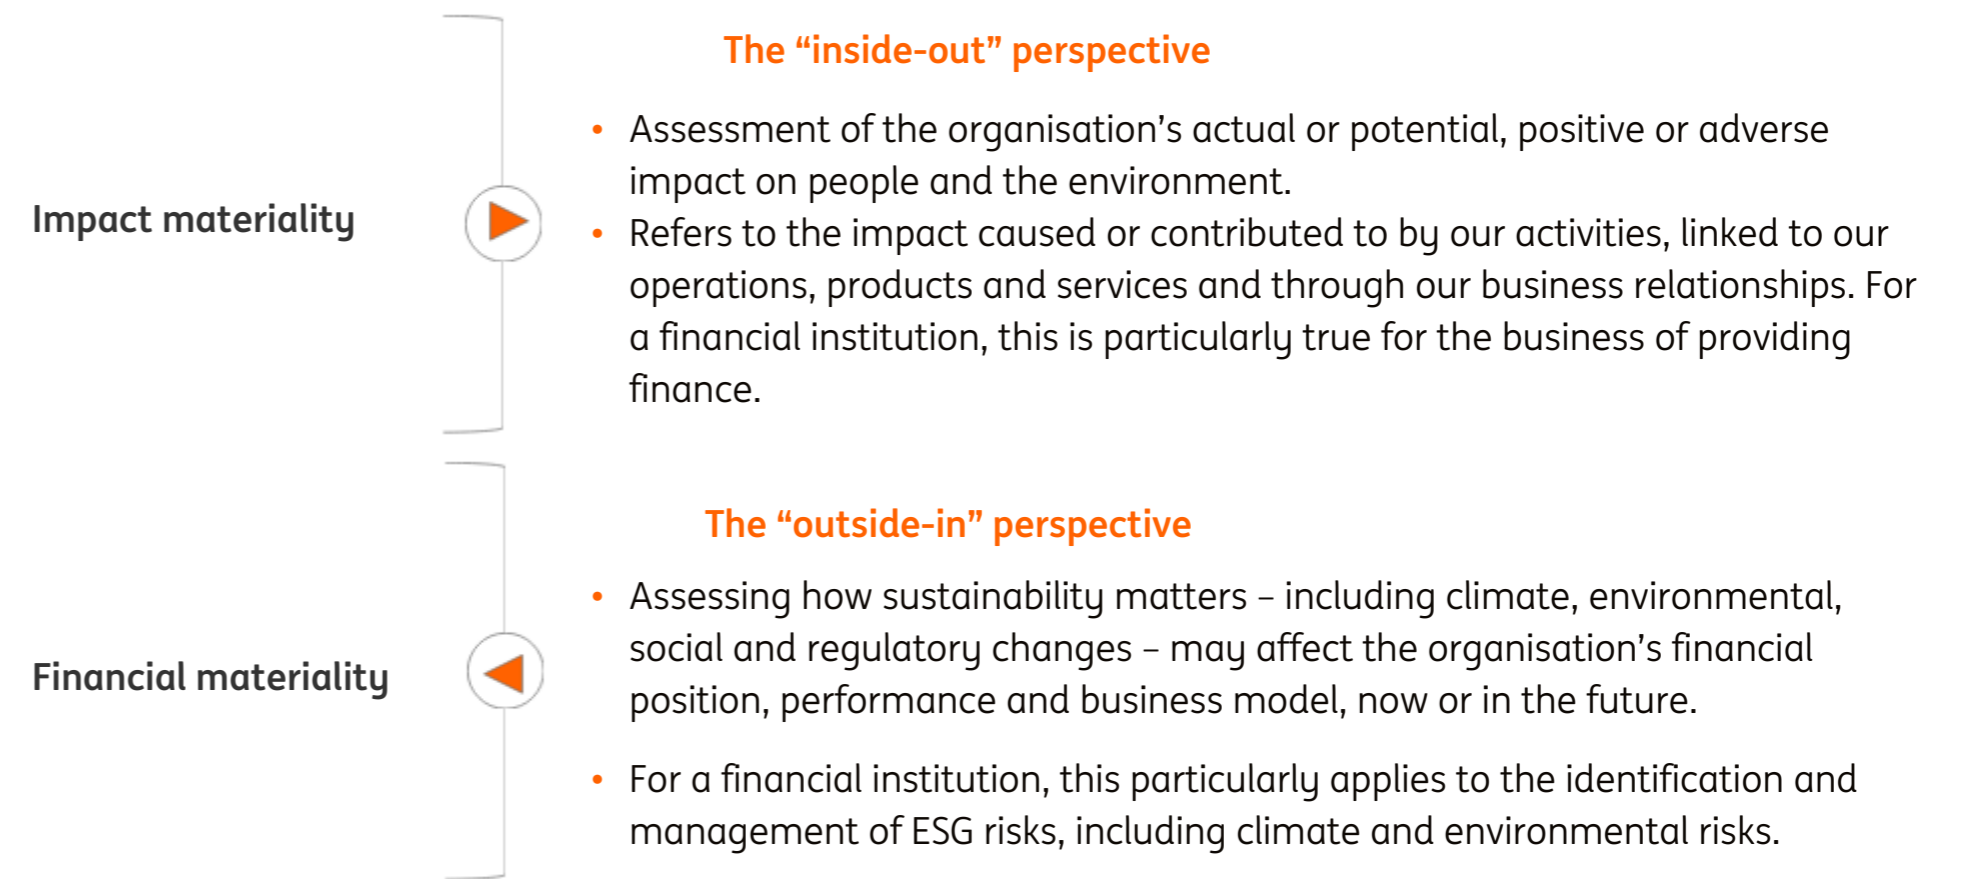 The “inside-out” perspective
• Assessment of the organisation’s actual or potential, positive or adverse
impact on people and the environment.
Impact materiality
• Refers to the impact caused or contributed to by our activities, linked to our
operations, products and services and through our business relationships. For
a financial institution, this is particularly true for the business of providing
finance.
The “outside-in” perspective
• Assessing how sustainability matters – including climate, environmental,
social and regulatory changes – may affect the organisation’s financial
position, performance and business model, now or in the future.
Financial materiality
• For a financial institution, this particularly applies to the identification and
management of ESG risks, including climate and environmental risks.